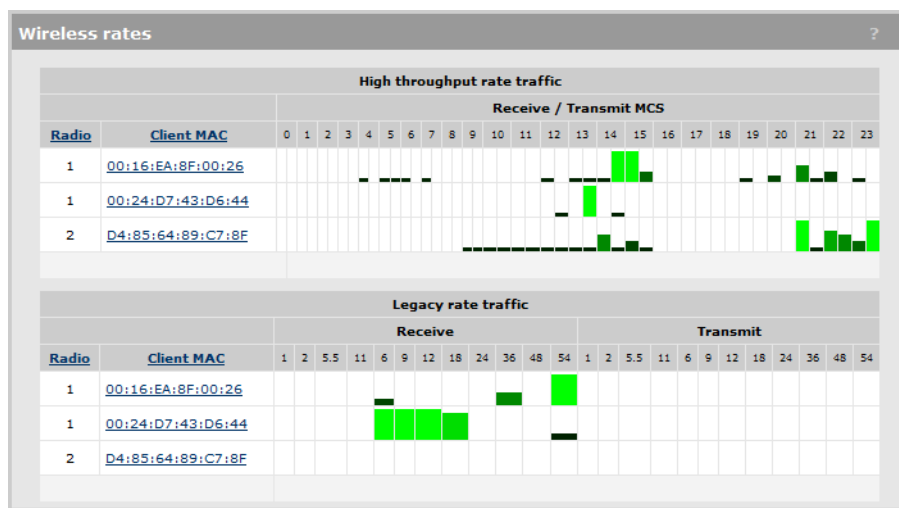 Wireless rates ?
High throughput rate traffic
Receive / Transmit MCS
Radio Client MAC 0 1 2 3 4 5 6 7 8 9 10 11 12 13 14 15 16 17 18 19 20 21 22 23
1 00:16:EA:8F:00:26
1 00:24:D7:43:D6:44
2 D4:85:64:89:C7:8F
Legacy rate traffic
Receive Transmit
Radio Client MAC 1 2 5.5 11 6 9 12 18 24 36 48 54 1 2 5.5 11 6 9 12 18 24 36 48 54
1 00:16:EA:8F:00:26
1 00:24:D7:43:D6:44
2 D4:85:64:89:C7:8F